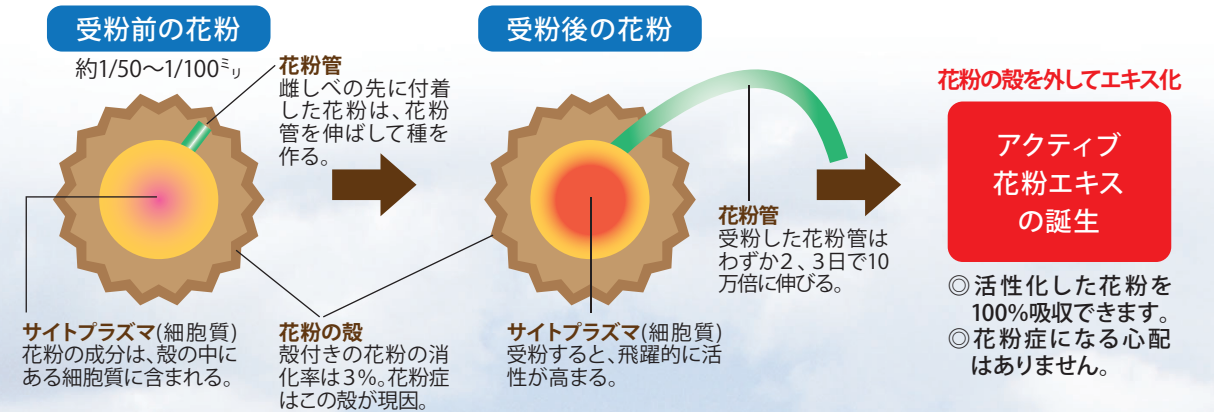 受粉前の花粉
約1/50〜1/100㍉
花粉管
雌しべの先に付着
した花粉は、花粉
管を伸ばして種を
作る。
サイトプラズマ(細胞質)
花粉の成分は、殻の中に
ある細胞質に含まれる。
花粉の殻
殻付きの花粉の消
化率は3%。花粉症
はこの殻が現因。
受粉後の花粉
花粉管
受粉した花粉管は
わずか2、3日で10
万倍に伸びる。
サイトプラズマ(細胞質)
受粉すると、飛躍的に活
性が高まる。
花粉の殻を外してエキス化
アクティブ
花粉エキス
の誕生
◎活性化した花粉を
100%吸収できます。
◎花粉症になる心配
はありません。